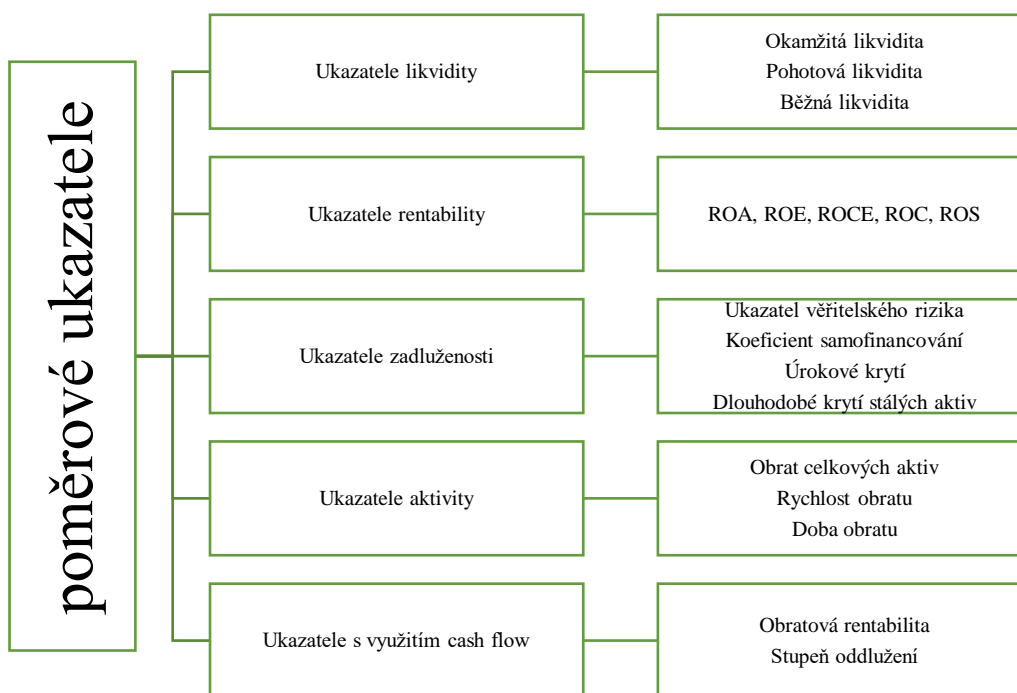 poměrové ukazatele
Ukazatele likvidity
Okamžitá likvidita
Pohotová likvidita
Běžná likvidita
Ukazatele rentability
ROA, ROE, ROCE, ROC, ROS
Ukazatele zadluženosti
Ukazatel věřitelského rizika
Koeficient samofinancování
Úrokové krytí
Dlouhodobé krytí stálých aktiv
Ukazatele aktivity
Obrat celkových aktiv
Rychlost obratu
Doba obratu
Ukazatele s využitím cash flow
Obratová rentabilita
Stupeň oddlužení